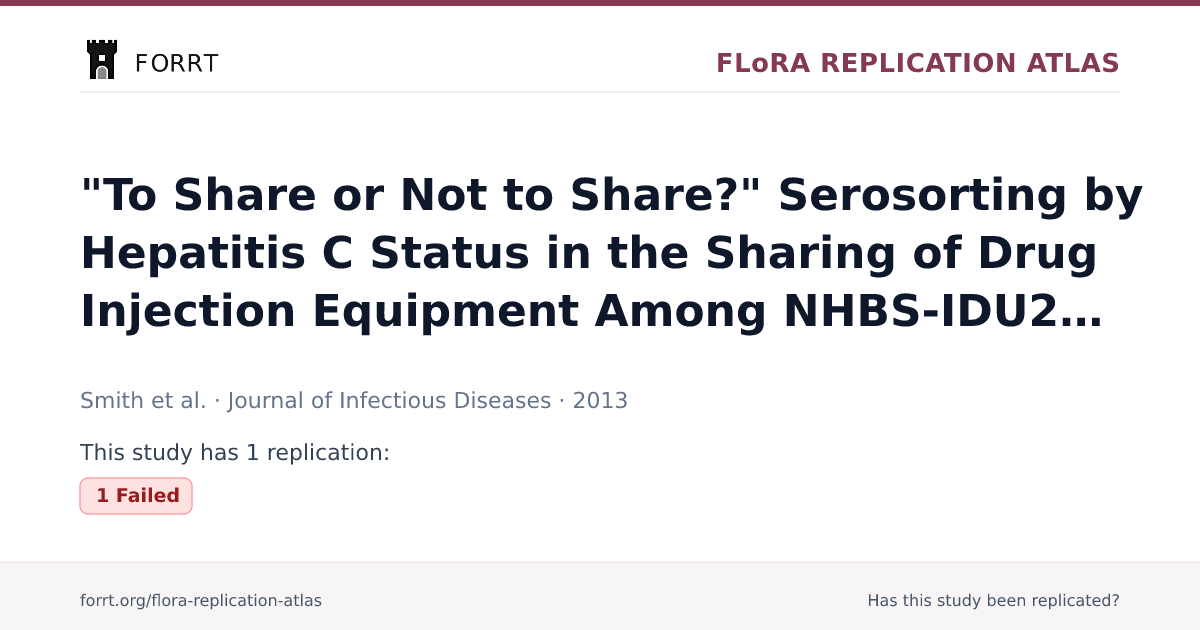 FORRT
FLoRA REPLICATION ATLAS
"To Share or Not to Share?" Serosorting by
Hepatitis C Status in the Sharing of Drug
Injection Equipment Among NHBS-IDU2...
Smith et al. · Journal of Infectious Diseases · 2013
This study has 1 replication:
1 Failed
forrt.org/flora-replication-atlas
Has this study been replicated?